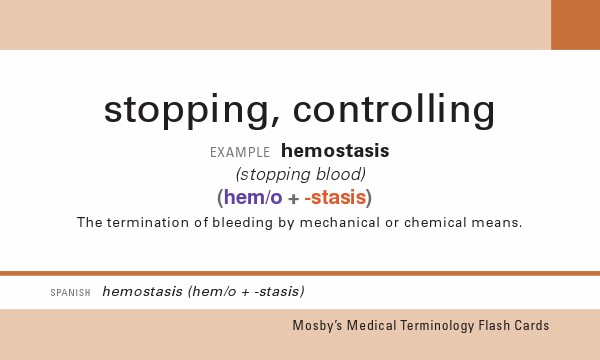 stopping, controlling
EXAMPLE hemostasis
(stopping blood)
(hem/o + -stasis)
The termination of bleeding by mechanical or chemical means.
SPANISH hemostasis (hem/o + -stasis)
Mosby's Medical Terminology Flash Cards